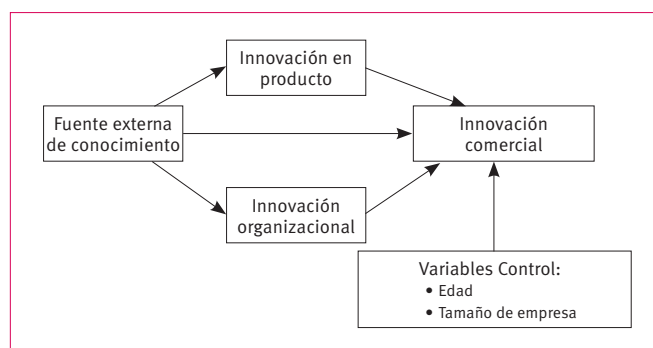 Innovación en
producto
Fuente externa
de conocimiento
Innovación
comercial
Innovación
organizacional
Variables Control:
• Edad
• Tamaño de empresa